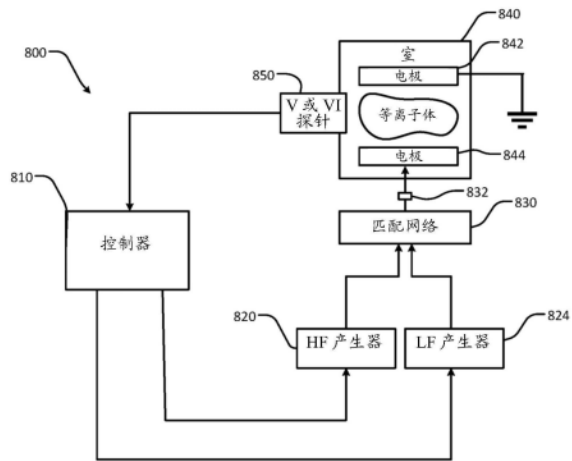 800
840
842
室
850
电极
V 或 VI
探针
等离子体
电极
844
832
810
830
匹配网络
控制器
820
824
HF 产生器
LF 产生器